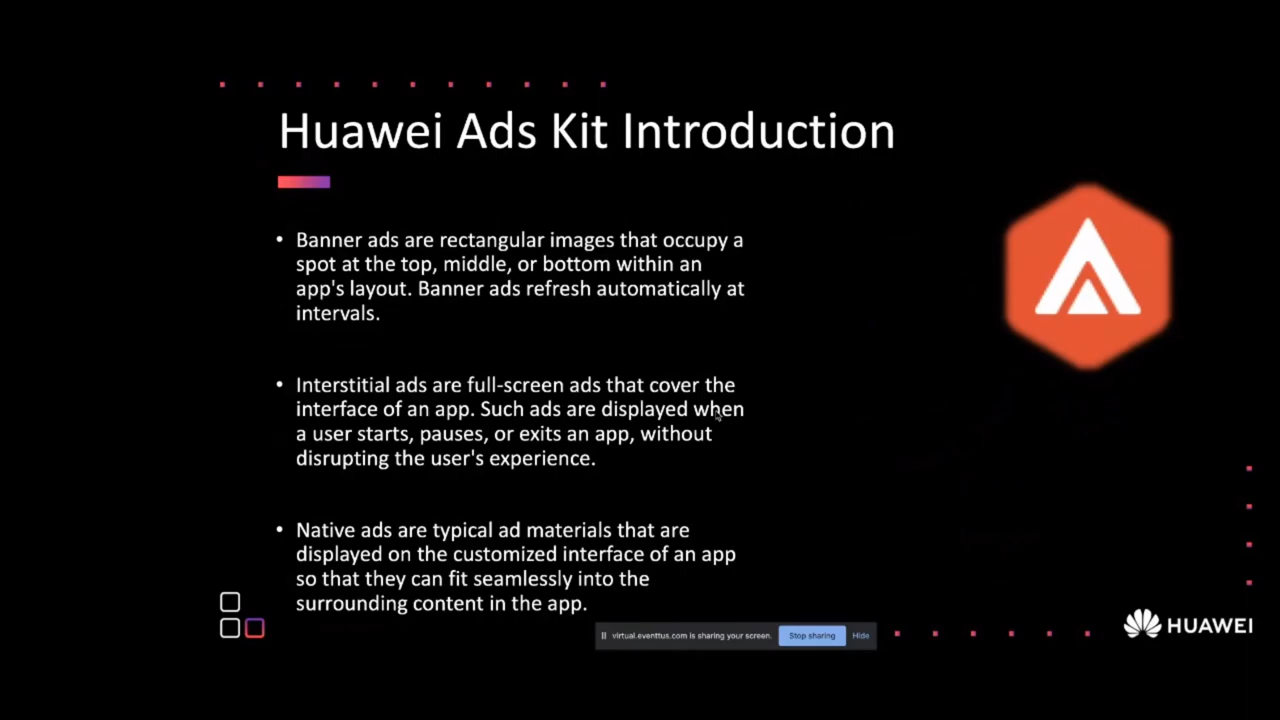 Huawei Ads Kit Introduction
• Banner ads are rectangular images that occupy a
spot at the top, middle, or bottom within an
app's layout. Banner ads refresh automatically at
intervals.
• Interstitial ads are full-screen ads that cover the
interface of an app. Such ads are displayed when
a user starts, pauses, or exits an app, without
disrupting the user's experience.
• Native ads are typical ad materials that are
displayed on the customized interface of an app
so that they can fit seamlessly into the
surrounding content in the app.
virtual.eventtus.com is sharing your screen. Stop sharing Hide
HUAWEI